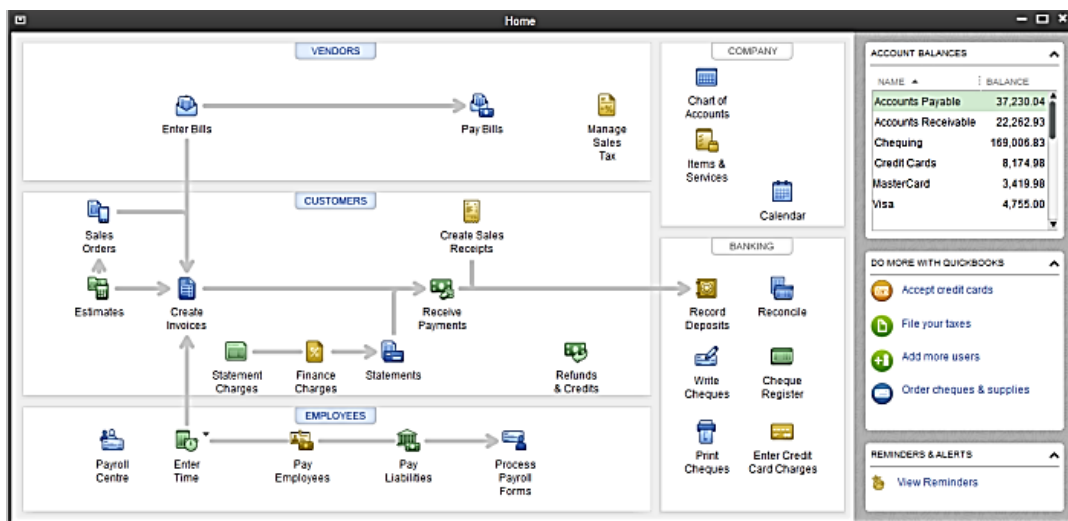 Home
VENDORS
Enter Bills
Pay Bills
Manage
Sales
Tax
CUSTOMERS
Sales
Orders
Create Sales
Receipts
Estimates
Create
Invoices
Receive
Payments
Statement
Charges
Finance
Charges
Statements
Refunds
& Credits
EMPLOYEES
Payroll
Centre
Enter
Time
Pay
Employees
Pay
Liabilities
Process
Payroll
Forms
COMPANY
Chart of
Accounts
Items &
Services
Calendar
BANKING
Record
Deposits
Reconcile
Write
Cheques
Cheque
Register
Print
Cheques
Enter Credit
Card Charges
ACCOUNT BALANCES
NAME BALANCE
Accounts Payable 37,230.04
Accounts Receivable 22,262.93
Chequing 169,006.83
Credit Cards 8,174.98
MasterCard 3,419.98
Visa 4,755.00
DO MORE WITH QUICKBOOKS
Accept credit cards
File your taxes
Add more users
Order cheques & supplies
REMINDERS & ALERTS
View Reminders